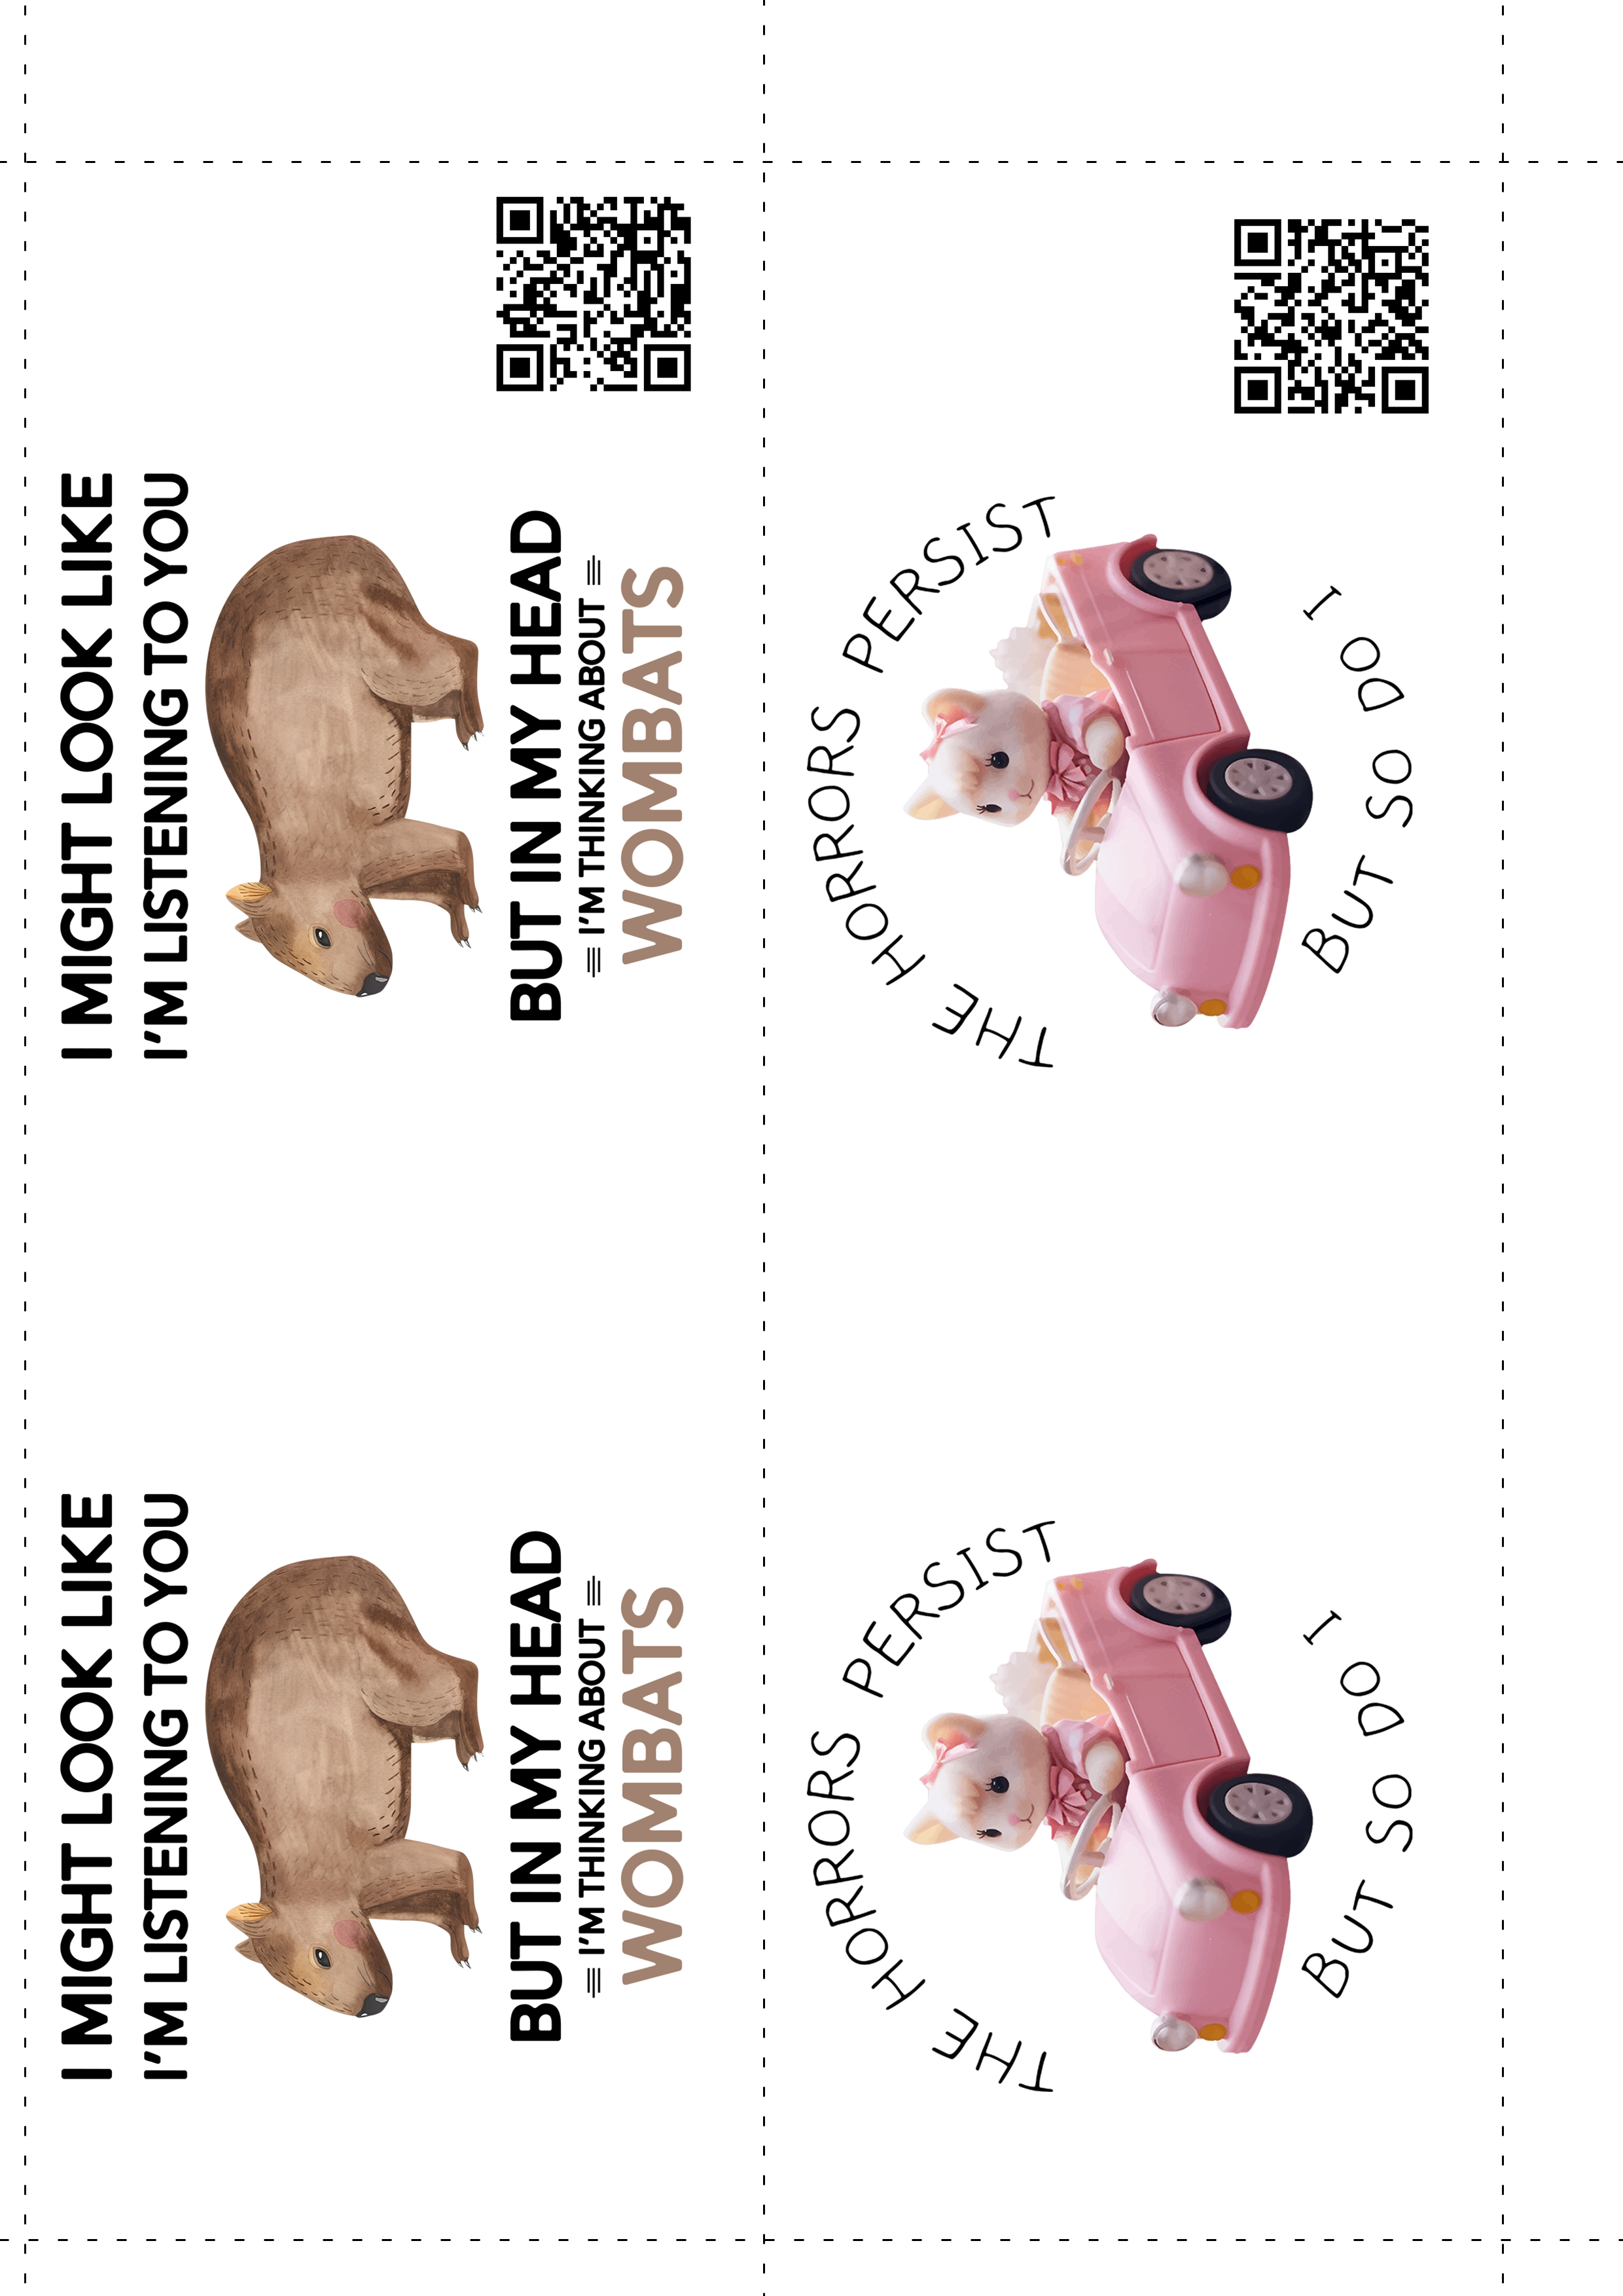 I MIGHT LOOK LIKE
I'M LISTENING TO YOU
BUT IN MY HEAD
I'M THINKING ABOUT
WOMBATS
THE HORRORS PERSIST
BUT SO DO I
I MIGHT LOOK LIKE
I'M LISTENING TO YOU
BUT IN MY HEAD
I'M THINKING ABOUT
WOMBATS
THE HORRORS PERSIST
BUT SO DO I